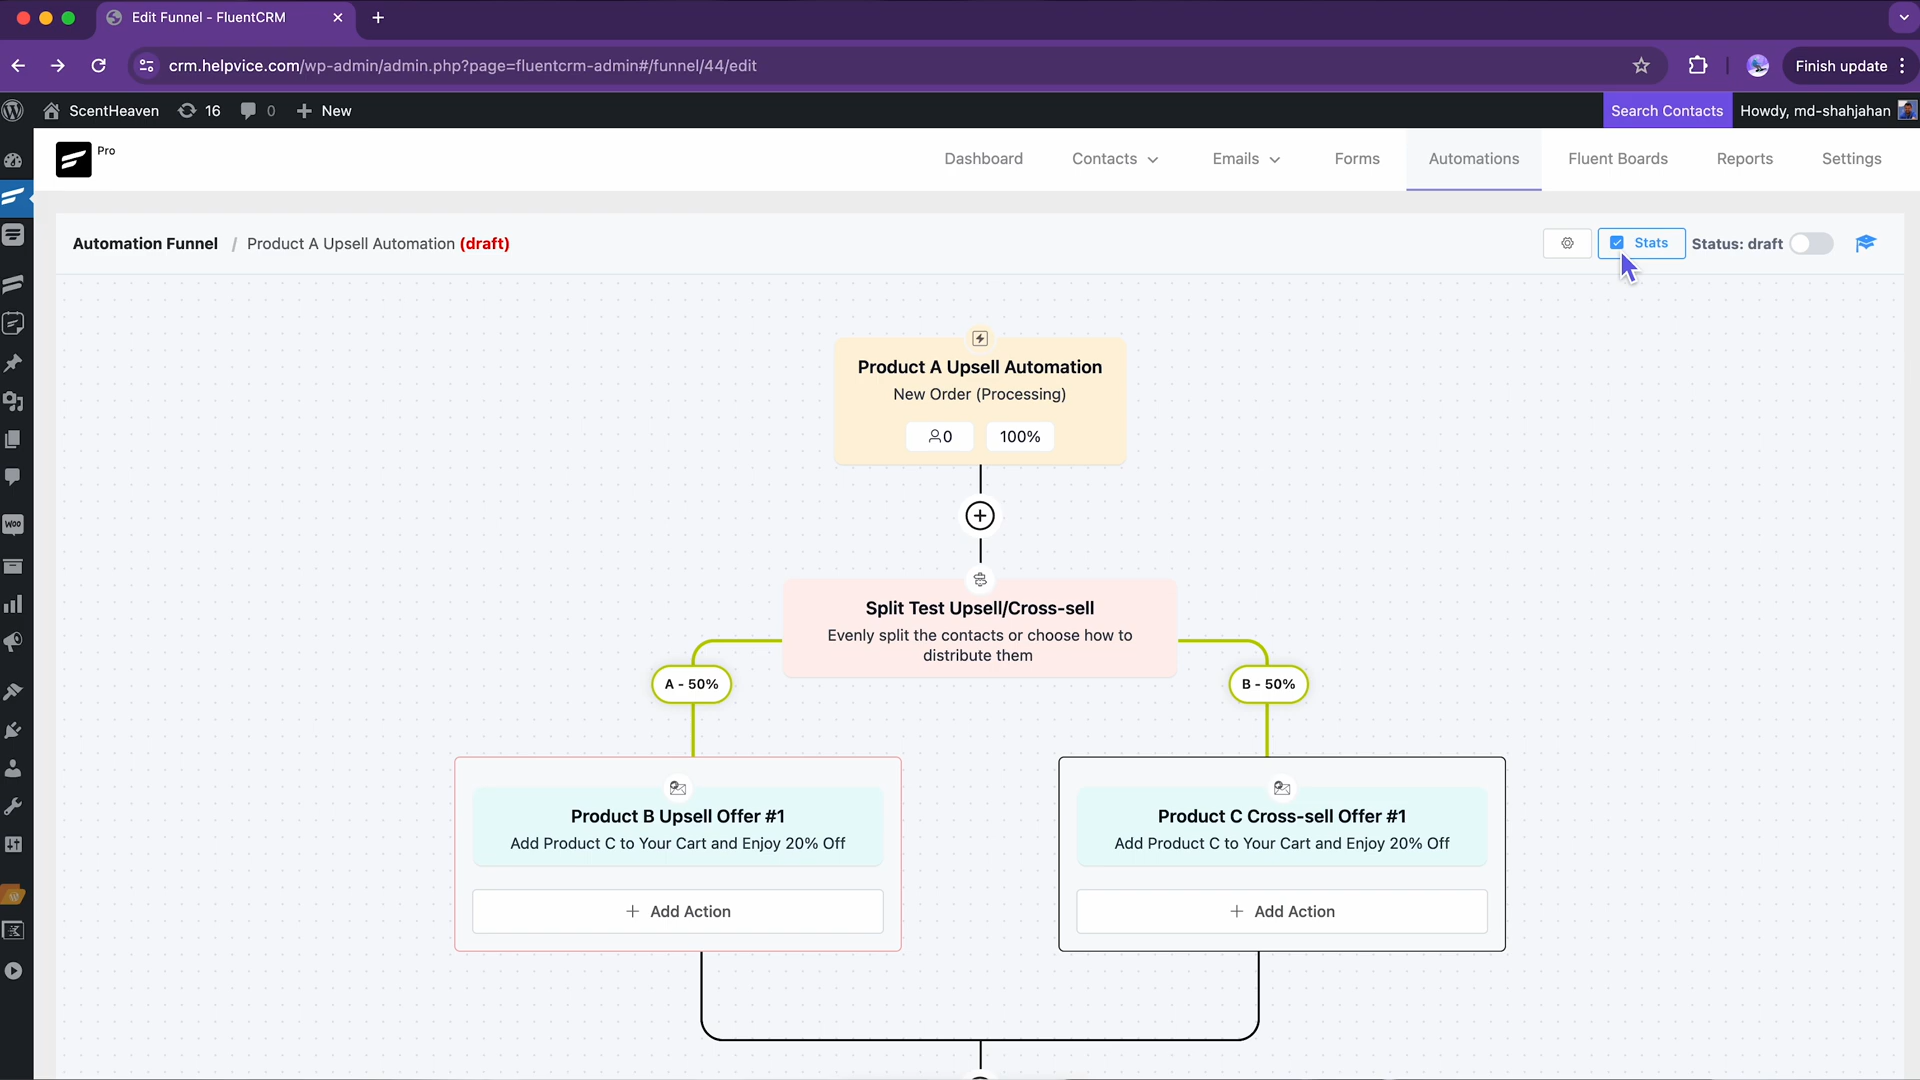 Edit Funnel - FluentCRM
crm.helpvice.com/wp-admin/admin.php?page=fluentcrm-admin#/funnel/44/edit
Finish update
ScentHeaven 16 0 New
Search Contacts Howdy, md-shahjahan
Pro
Dashboard Contacts Emails Forms Automations Fluent Boards Reports Settings
Automation Funnel / Product A Upsell Automation (draft)
Stats Status: draft
Product A Upsell Automation
New Order (Processing)
0 100%
Split Test Upsell/Cross-sell
Evenly split the contacts or choose how to
distribute them
A - 50% B - 50%
Product B Upsell Offer #1
Add Product C to Your Cart and Enjoy 20% Off
+ Add Action
Product C Cross-sell Offer #1
Add Product C to Your Cart and Enjoy 20% Off
+ Add Action
woo